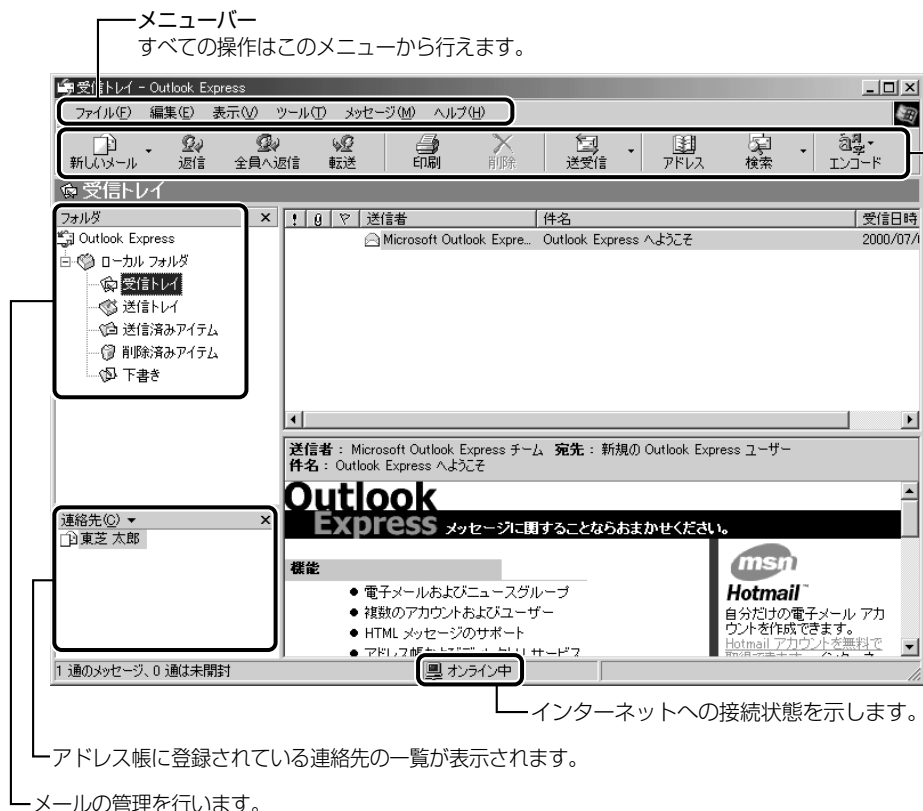 メニューバー
すべての操作はこのメニューから行えます。
受信トレイ - Outlook Express
ファイル(F) 編集(E) 表示(V) ツール(T) メッセージ(M) ヘルプ(H)
新しいメール 返信 全員へ返信 転送 印刷 削除 送受信 アドレス 検索 エンコード
受信トレイ
フォルダ
Outlook Express
ローカル フォルダ
受信トレイ
送信トレイ
送信済みアイテム
削除済みアイテム
下書き
送信者 件名 受信日時
Microsoft Outlook Expre... Outlook Express へようこそ 2000/07/
送信者: Microsoft Outlook Express チーム 宛先: 新規の Outlook Express ユーザー
件名: Outlook Express へようこそ
Outlook
Express メッセージに関することならおまかせください。
機能
● 電子メールおよびニュースグループ
● 複数のアカウントおよびユーザー
● HTML メッセージのサポート
msn
Hotmail™
自分だけの電子メール アカ
ウントを作成できます。
Hotmail アカウントを無料で
連絡先(C)
東芝 太郎
1 通のメッセージ、0 通は未開封
オンライン中
インターネットへの接続状態を示します。
アドレス帳に登録されている連絡先の一覧が表示されます。
メールの管理を行います。